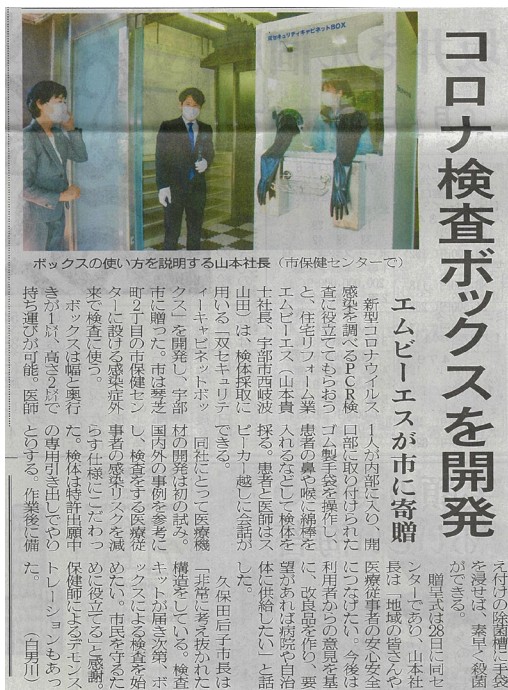 コロナ検査ボックスを開発
エムビーエスが市に寄贈
双セキュリティキャビネットBOX
ボックスの使い方を説明する山本社長(市保健センターで)
新型コロナウイルス
感染を調べるPCR検
査に役立ててもらおう
と、住宅リフォーム業
エムビーエス(山本貴
士社長、宇部市西岐波
山田)は、検体採取に
用いる「双セキュリテ
ィーキャビネットボッ
クス」を開発し、宇部
市に贈った。市は琴芝
町2丁目の市保健セン
ターに設ける感染症外
来で検査に使う。
ボックスは幅と奥行
きが1㍍、高さ2㍍で
持ち運びが可能。医師
1人が内部に入り、開
口部に取り付けられた
ゴム製手袋を操作し、
患者の鼻や喉に綿棒を
入れるなどして検体を
採る。患者と医師はス
ピーカー越しに会話が
できる。
同社にとって医療機
材の開発は初の試み。
国内外の事例を参考に
し、検査をする医療従
事者の感染リスクを減
らす仕様にこだわっ
た。検体は特許出願中
の専用引き出しでやり
とりする。作業後に備
え付けの除菌槽に手袋
を浸せば、素早く殺菌
ができる。
贈呈式は28日に同セ
ンターであり、山本社
長は「地域の皆さんや
医療従事者の安心安全
につなげたい。今後は
利用者からの意見を基
に、改良品を作り、要
望があれば病院や自治
体に供給したい」と話
した。
久保田后子市長は
「非常に考え抜かれた
構造をしている。検査
キットが届き次第、ボ
ックスによる検査を始
めたい。市民を守るた
めに役立てる」と感謝。
保健師によるデモンス
トレーションもあっ
た。(白男川)